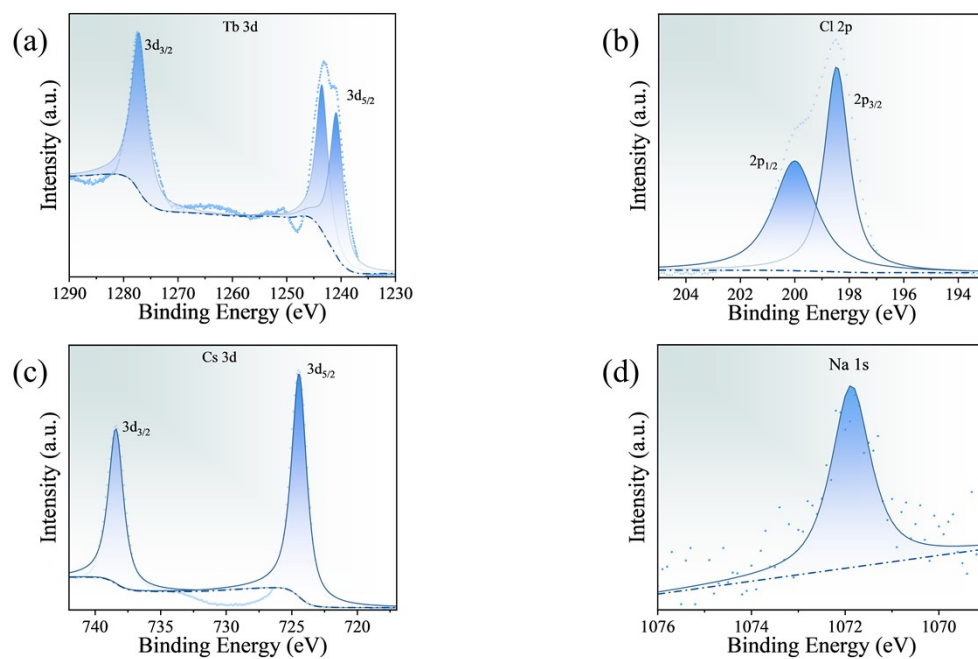 (a)
Tb 3d
3d3/2
3d5/2
Intensity (a.u.)
1290 1280 1270 1260 1250 1240 1230
Binding Energy (eV)
(b)
Cl 2p
2p3/2
2p1/2
Intensity (a.u.)
204 202 200 198 196 194
Binding Energy (eV)
(c)
Cs 3d
3d5/2
3d3/2
Intensity (a.u.)
740 735 730 725 720
Binding Energy (eV)
(d)
Na 1s
Intensity (a.u.)
1076 1074 1072 1070
Binding Energy (eV)